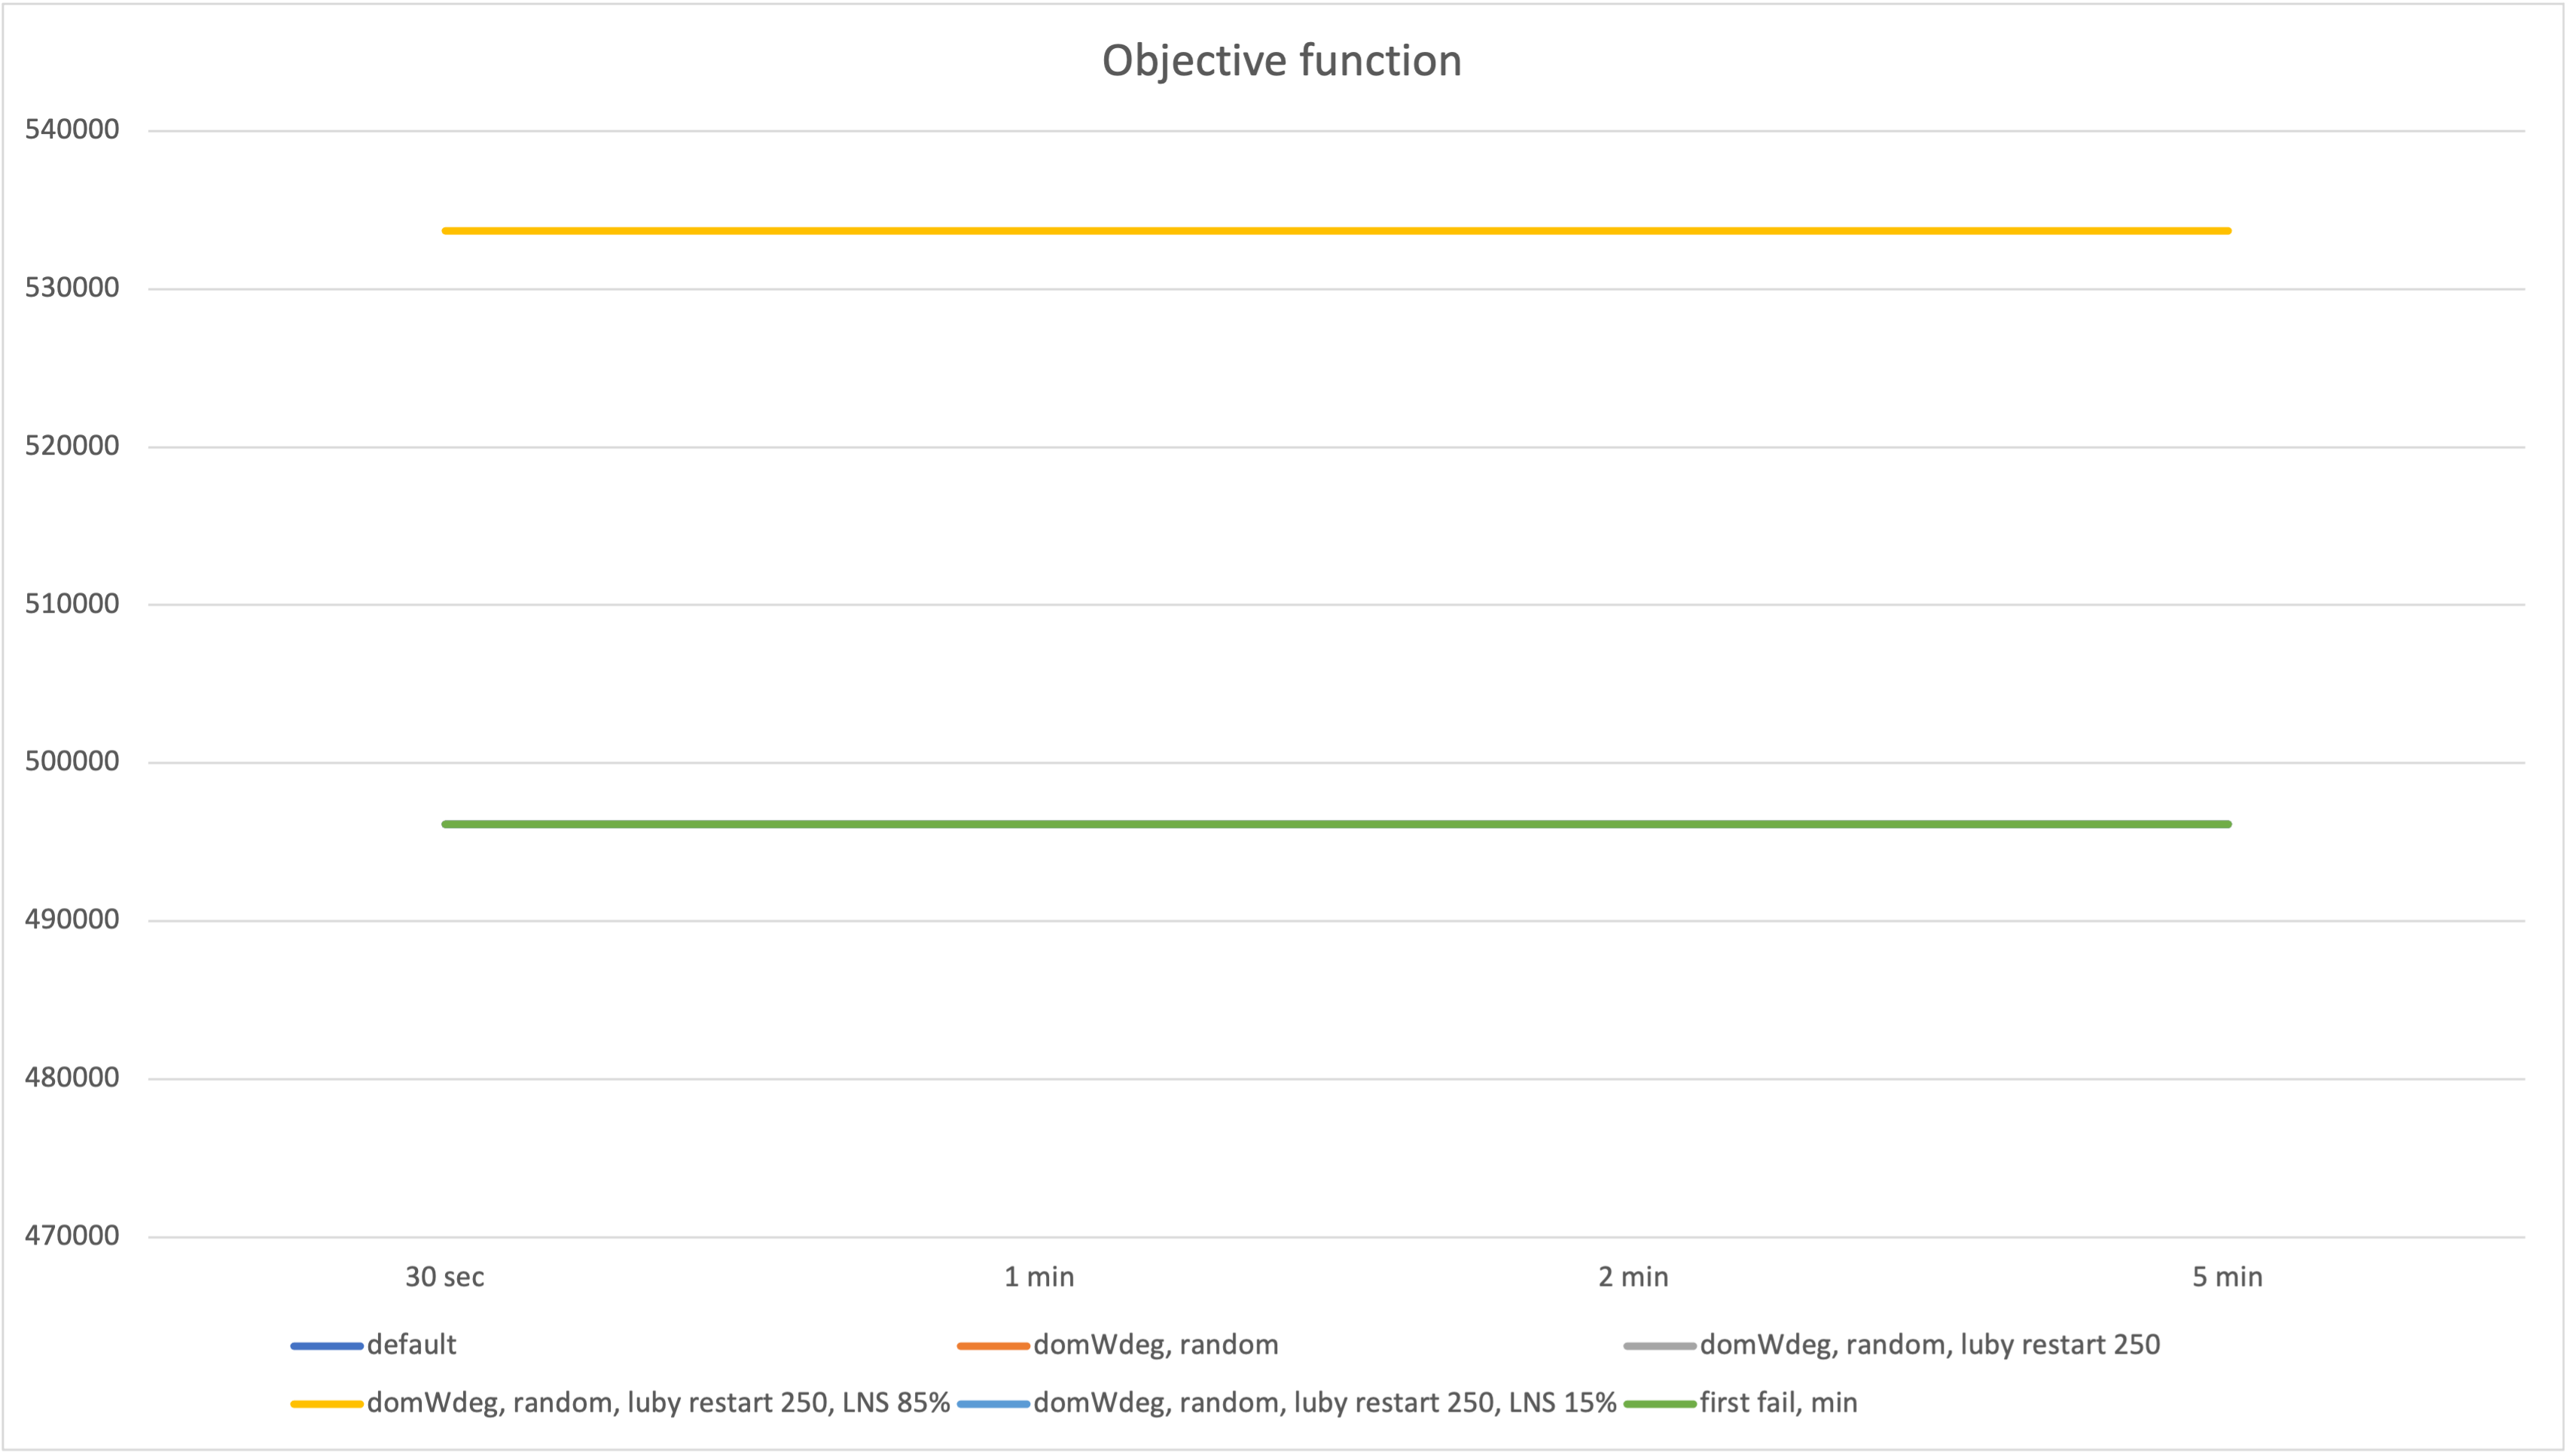 Objective function
540000
530000
520000
510000
500000
490000
480000
470000
30 sec 1 min 2 min 5 min
default domWdeg, random domWdeg, random, luby restart 250
domWdeg, random, luby restart 250, LNS 85% domWdeg, random, luby restart 250, LNS 15% first fail, min